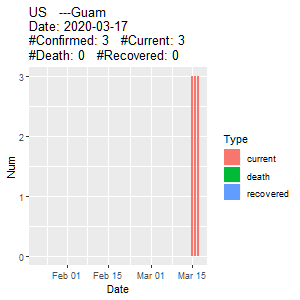 US   ---Guam
Date: 2020-03-17
#Confirmed: 3   #Current: 3
#Death: 0   #Recovered: 0
Num
3
2
1
0
Feb 01
Feb 15
Mar 01
Mar 15
Date
Type
current
death
recovered